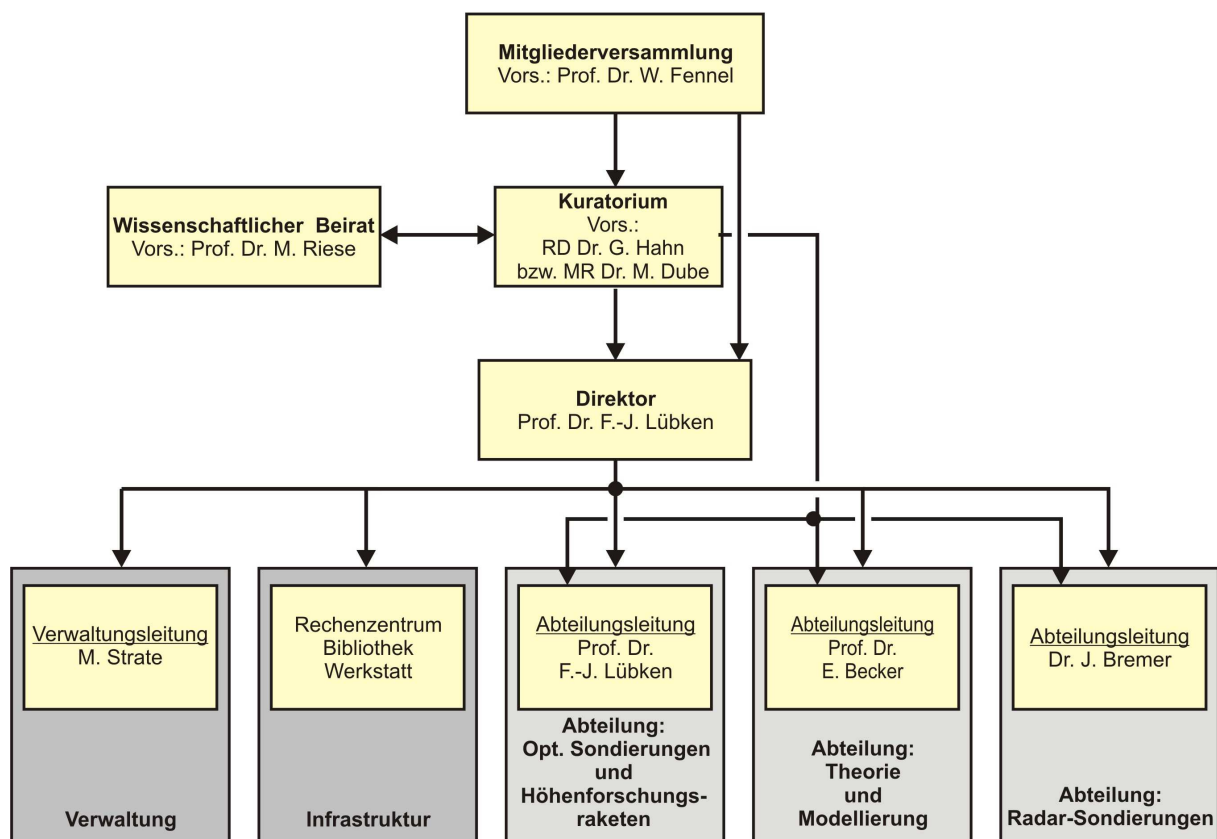 Mitgliederversammlung
Vors.: Prof. Dr. W. Fennel
Wissenschaftlicher Beirat
Vors.: Prof. Dr. M. Riese
Kuratorium
Vors.:
RD Dr. G. Hahn
bzw. MR Dr. M. Dube
Direktor
Prof. Dr. F.-J. Lübken
Verwaltungsleitung
M. Strate
Verwaltung
Rechenzentrum
Bibliothek
Werkstatt
Infrastruktur
Abteilungsleitung
Prof. Dr.
F.-J. Lübken
Abteilung:
Opt. Sondierungen
und
Höhenforschungs-
raketen
Abteilungsleitung
Prof. Dr.
E. Becker
Abteilung:
Theorie
und
Modellierung
Abteilungsleitung
Dr. J. Bremer
Abteilung:
Radar-Sondierungen